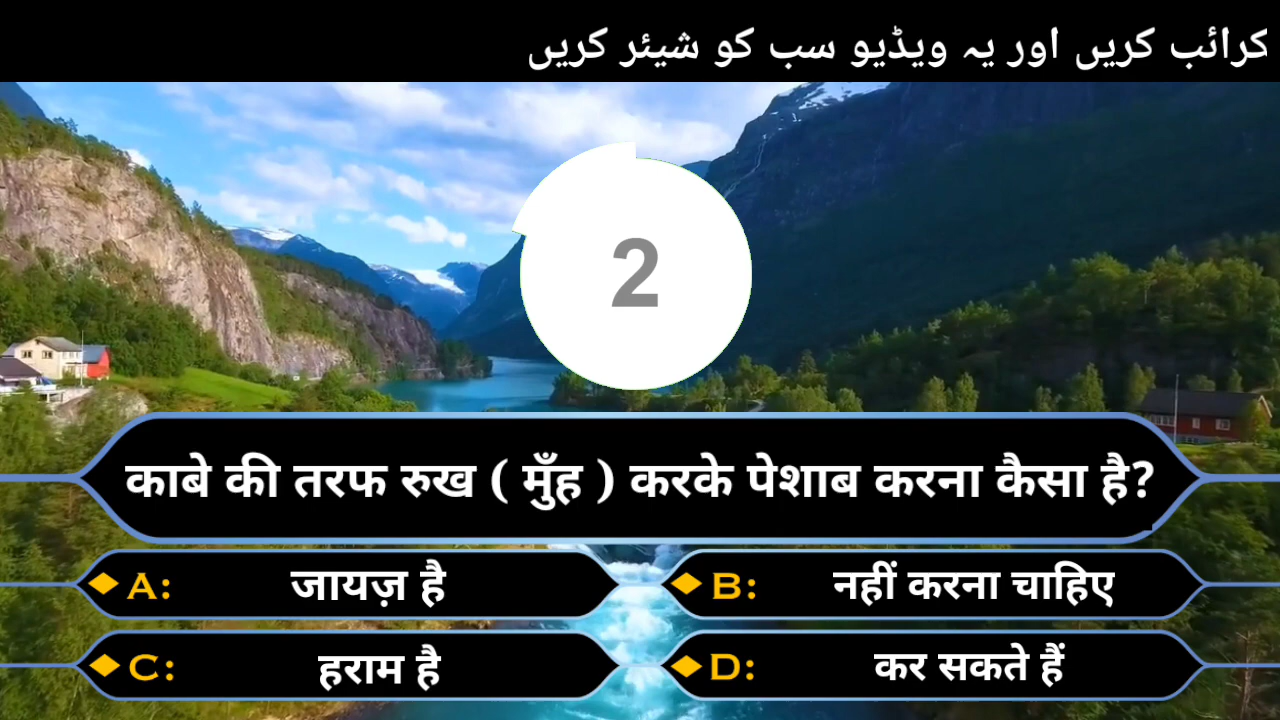 کرائب کریں اور یہ ویڈیو سب کو شیئر کریں
2
काबे की तरफ रुख ( मुँह ) करके पेशाब करना कैसा है?
A: जायज़ है
B: नहीं करना चाहिए
C: हराम है
D: कर सकते हैं